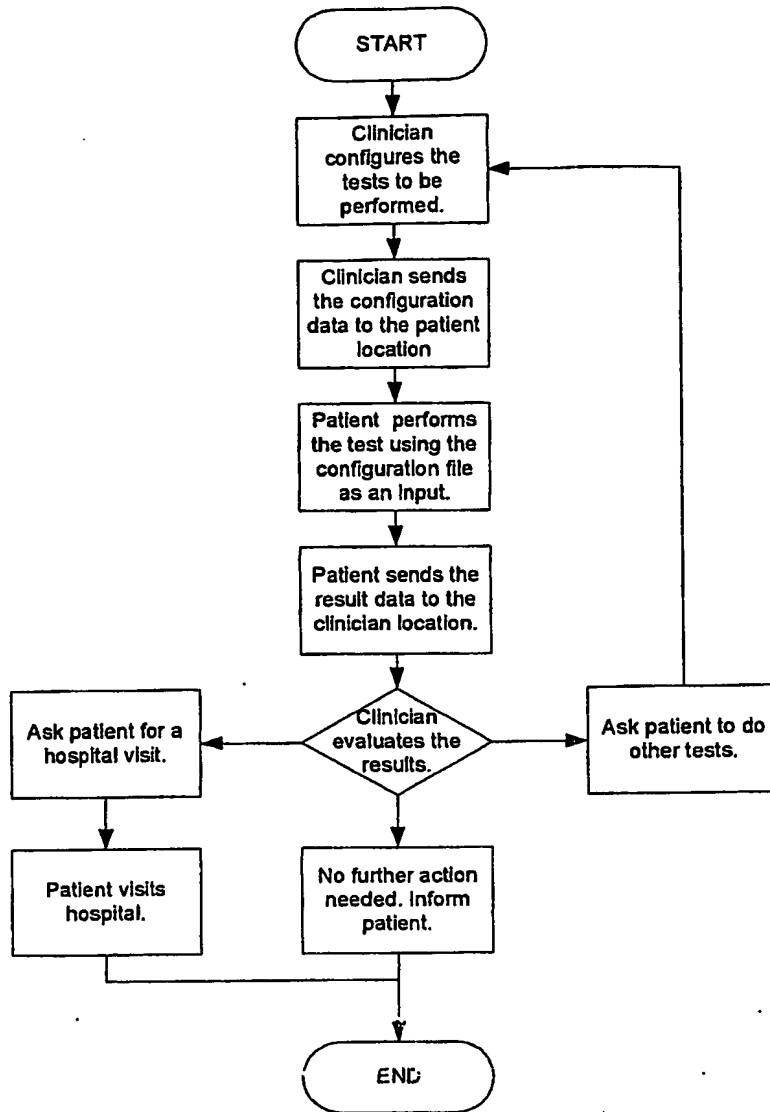 START
Clinician
configures the
tests to be
performed.
Clinician sends
the configuration
data to the patient
location
Patient performs
the test using the
configuration file
as an input.
Patient sends the
result data to the
clinician location.
Clinician
evaluates the
results.
Ask patient for a
hospital visit.
Ask patient to do
other tests.
Patient visits
hospital.
No further action
needed. Inform
patient.
END